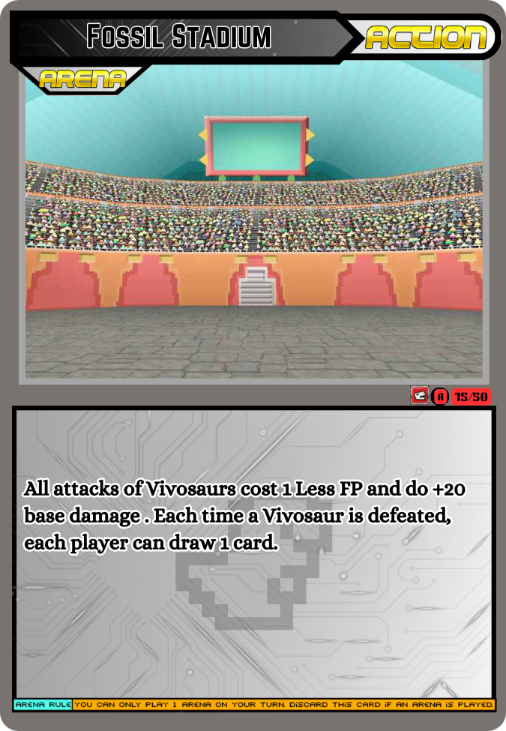 Fossil Stadium
ACTION
ARENA
A 15/50
All attacks of Vivosaurs cost 1 Less FP and do +20
base damage . Each time a Vivosaur is defeated,
each player can draw 1 card.
ARENA RULE YOU CAN ONLY PLAY 1 ARENA ON YOUR TURN. DISCARD THIS CARD IF AN ARENA IS PLAYED.